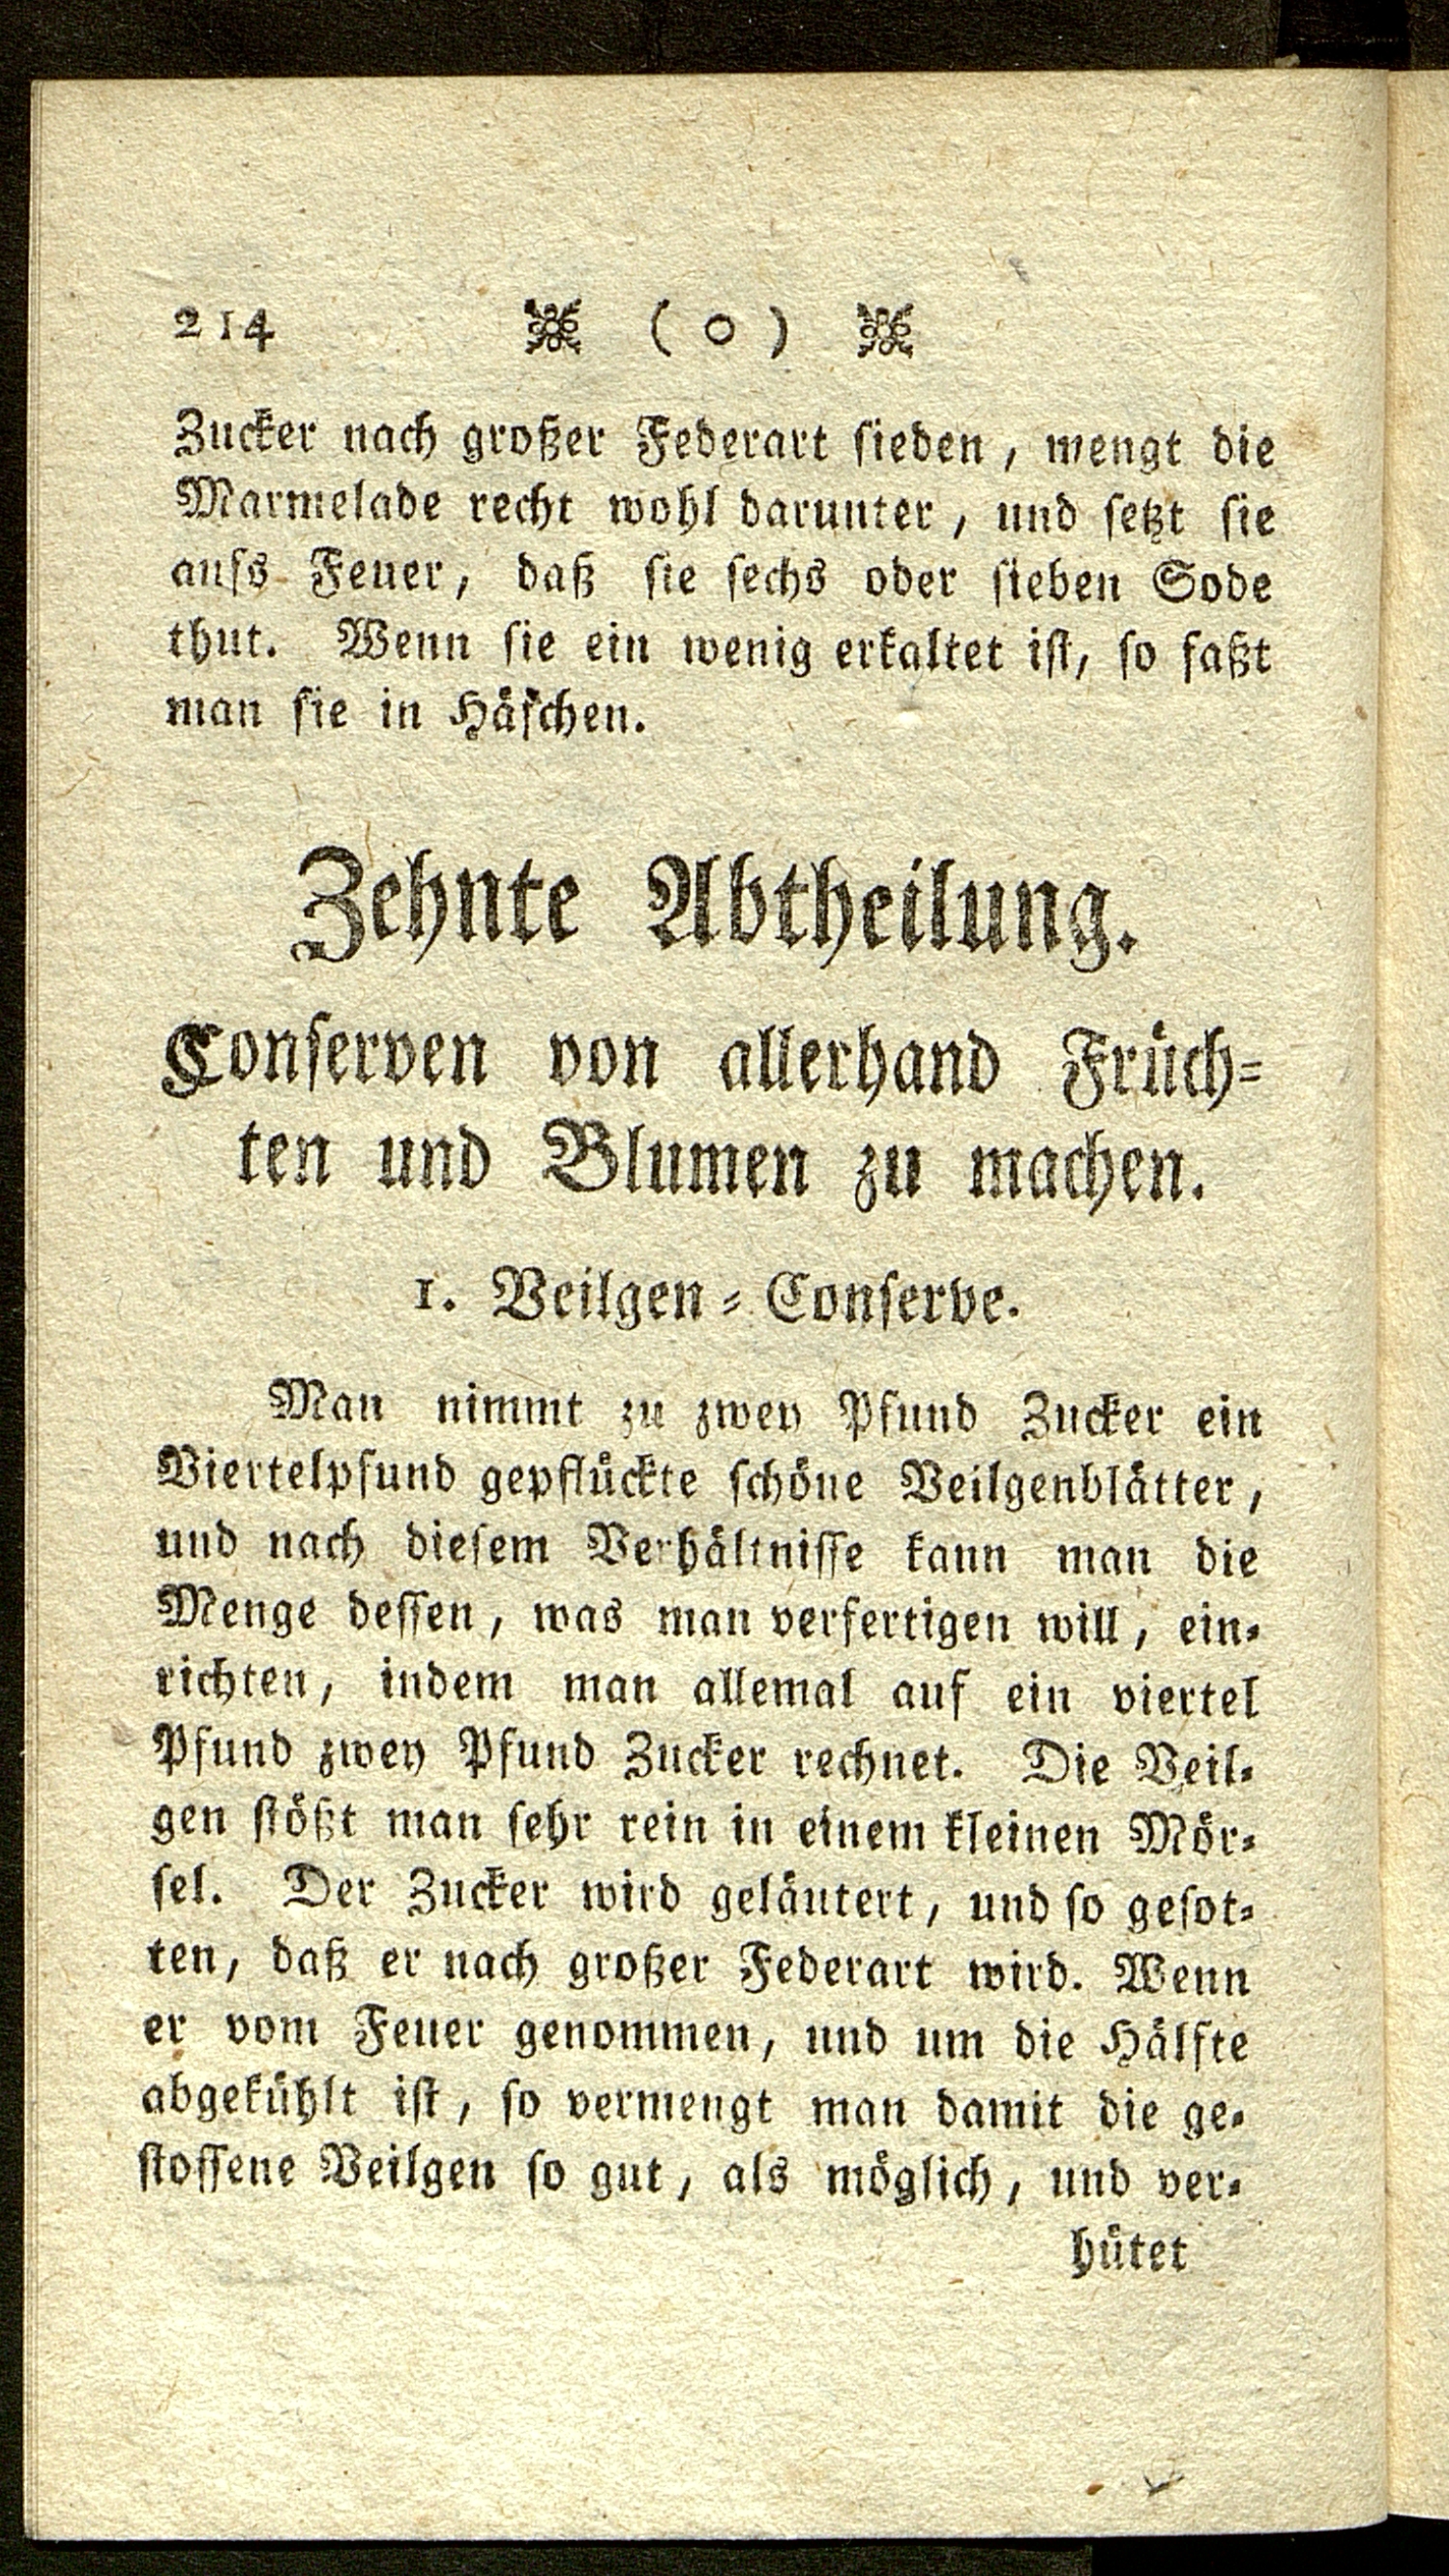 214 ( o )
Zucker nach großer Federart sieden, mengt die
Marmelade recht wohl darunter, und setzt sie
aufs Feuer, daß sie sechs oder sieben Sode
thut. Wenn sie ein wenig erkaltet ist, so faßt
man sie in Häfchen.
Zehnte Abtheilung.
Conserven von allerhand Früch=
ten und Blumen zu machen.
1. Veilgen=Conserve.
Man nimmt zu zwey Pfund Zucker ein
Viertelpfund gepflückte schöne Veilgenblätter,
und nach diesem Verhältnisse kann man die
Menge dessen, was man verfertigen will, ein=
richten, indem man allemal auf ein viertel
Pfund zwey Pfund Zucker rechnet. Die Veil=
gen stößt man sehr rein in einem kleinen Mör=
sel. Der Zucker wird geläutert, und so gesot=
ten, daß er nach großer Federart wird. Wenn
er vom Feuer genommen, und um die Hälfte
abgekühlt ist, so vermengt man damit die ge=
stossene Veilgen so gut, als möglich, und ver=
hütet